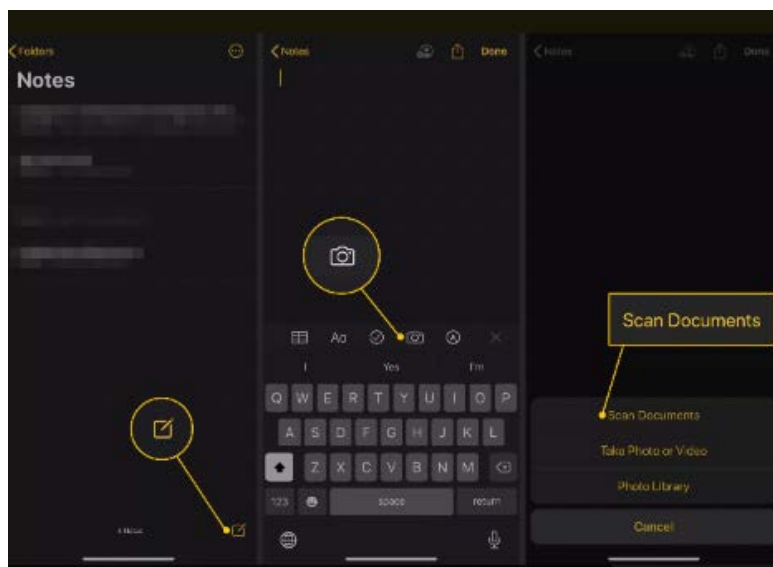 Folders
Notes
Notes
Done
I
Yes
I'm
Q W E R T Y U I O P
A S D F G H J K L
Z X C V B N M
123
space
return
Notes
Done
Scan Documents
Scan Documents
Take Photo or Video
Photo Library
Cancel